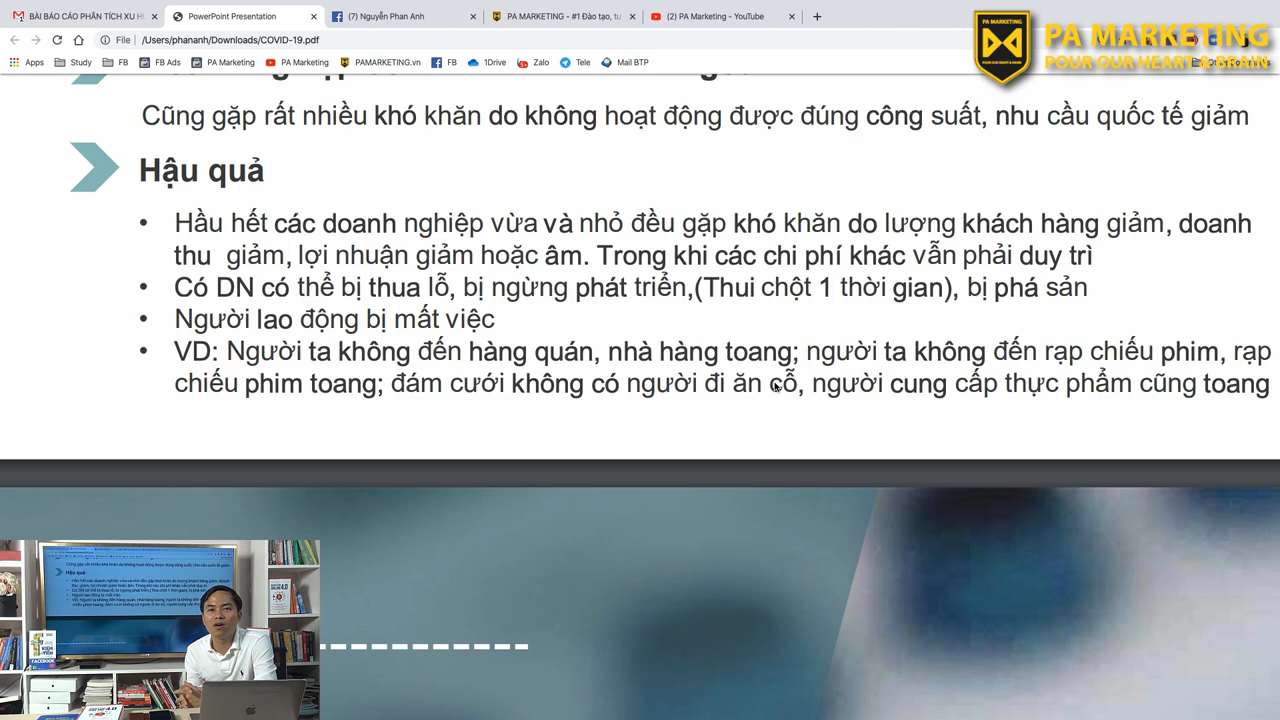 BÀI BÁO CÁO PHÂN TÍCH XU H
PowerPoint Presentation
(7) Nguyễn Phan Anh
PA MARKETING - #1 Đào tạo, tư
(2) PA Marketing - YouTube
File
/Users/phananh/Downloads/COVID-19.pdf
PA MARKETING
POUR OUR HEART & BRAIN
Apps
Study
FB
FB Ads
PA Marketing
PA Marketing
PAMARKETING.vn
FB
1Drive
Zalo
Tele
Mail BTP
Cũng gặp rất nhiều khó khăn do không hoạt động được đúng công suất, nhu cầu quốc tế giảm
Hậu quả
• Hầu hết các doanh nghiệp vừa và nhỏ đều gặp khó khăn do lượng khách hàng giảm, doanh
thu giảm, lợi nhuận giảm hoặc âm. Trong khi các chi phí khác vẫn phải duy trì
• Có DN có thể bị thua lỗ, bị ngừng phát triển,(Thui chột 1 thời gian), bị phá sản
• Người lao động bị mất việc
• VD: Người ta không đến hàng quán, nhà hàng toang; người ta không đến rạp chiếu phim, rạp
chiếu phim toang; đám cưới không có người đi ăn cỗ, người cung cấp thực phẩm cũng toang